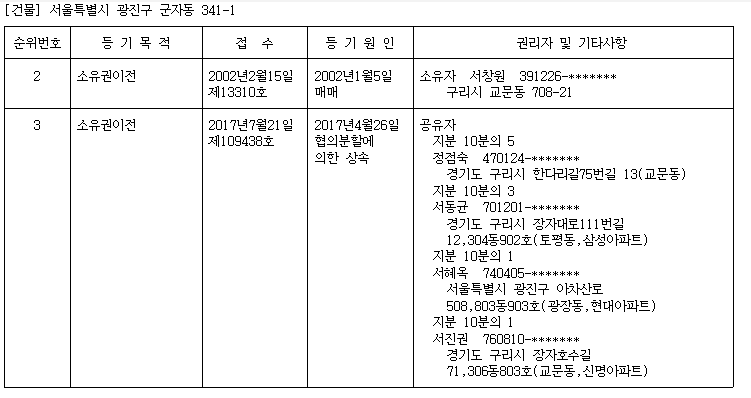 [건물] 서울특별시 광진구 군자동 341-1
순위번호 등 기 목 적 접 수 등 기 원 인 권리자 및 기타사항
2 소유권이전 2002년2월15일 2002년1월5일 소유자 서창원 391226-*******
제13310호 매매 구리시 교문동 708-21
3 소유권이전 2017년7월21일 2017년4월26일 공유자
제109438호 협의분할에 지분 10분의 5
의한 상속 정점숙 470124-*******
경기도 구리시 한다리길75번길 13(교문동)
지분 10분의 3
서동균 701201-*******
경기도 구리시 장자대로111번길
12,304동902호(토평동,삼성아파트)
지분 10분의 1
서혜옥 740405-*******
서울특별시 광진구 아차산로
508,803동903호(광장동,현대아파트)
지분 10분의 1
서진권 760810-*******
경기도 구리시 장자호수길
71,306동803호(교문동,신명아파트)